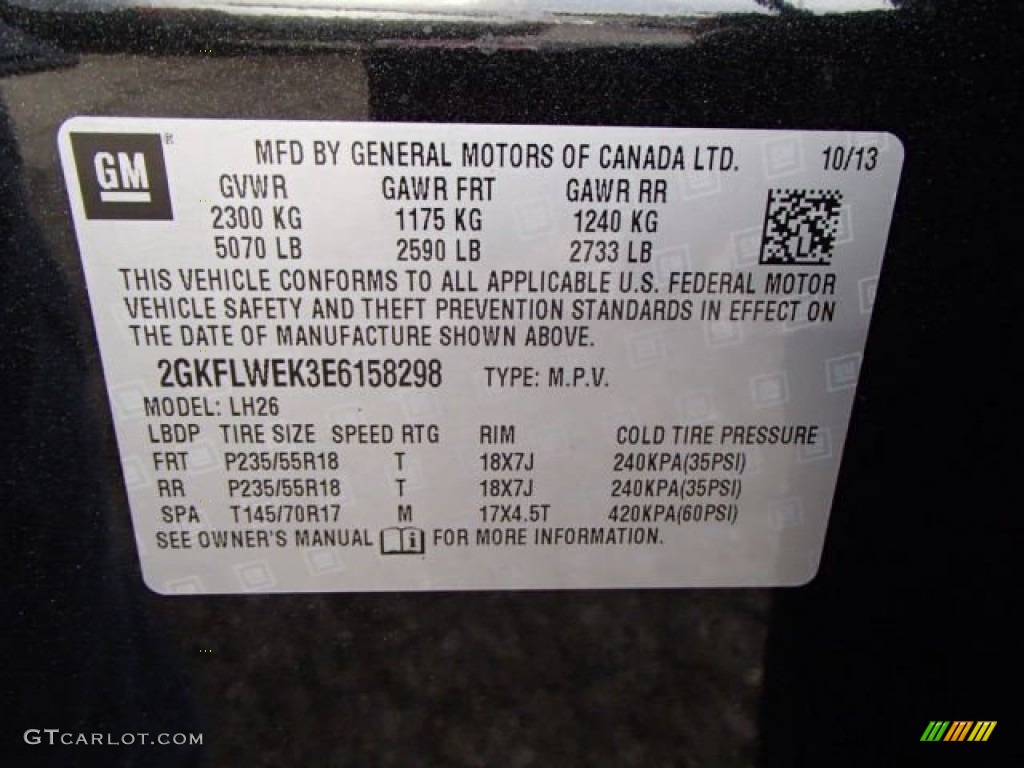 GM ® MFD BY GENERAL MOTORS OF CANADA LTD. 10/13
GVWR GAWR FRT GAWR RR
2300 KG 1175 KG 1240 KG
5070 LB 2590 LB 2733 LB
THIS VEHICLE CONFORMS TO ALL APPLICABLE U.S. FEDERAL MOTOR
VEHICLE SAFETY AND THEFT PREVENTION STANDARDS IN EFFECT ON
THE DATE OF MANUFACTURE SHOWN ABOVE.
2GKFLWEK3E6158298 TYPE: M.P.V.
MODEL: LH26
LBDP TIRE SIZE SPEED RTG RIM COLD TIRE PRESSURE
FRT P235/55R18 T 18X7J 240KPA(35PSI)
RR P235/55R18 T 18X7J 240KPA(35PSI)
SPA T145/70R17 M 17X4.5T 420KPA(60PSI)
SEE OWNER'S MANUAL i FOR MORE INFORMATION.
GTCARLOT.COM